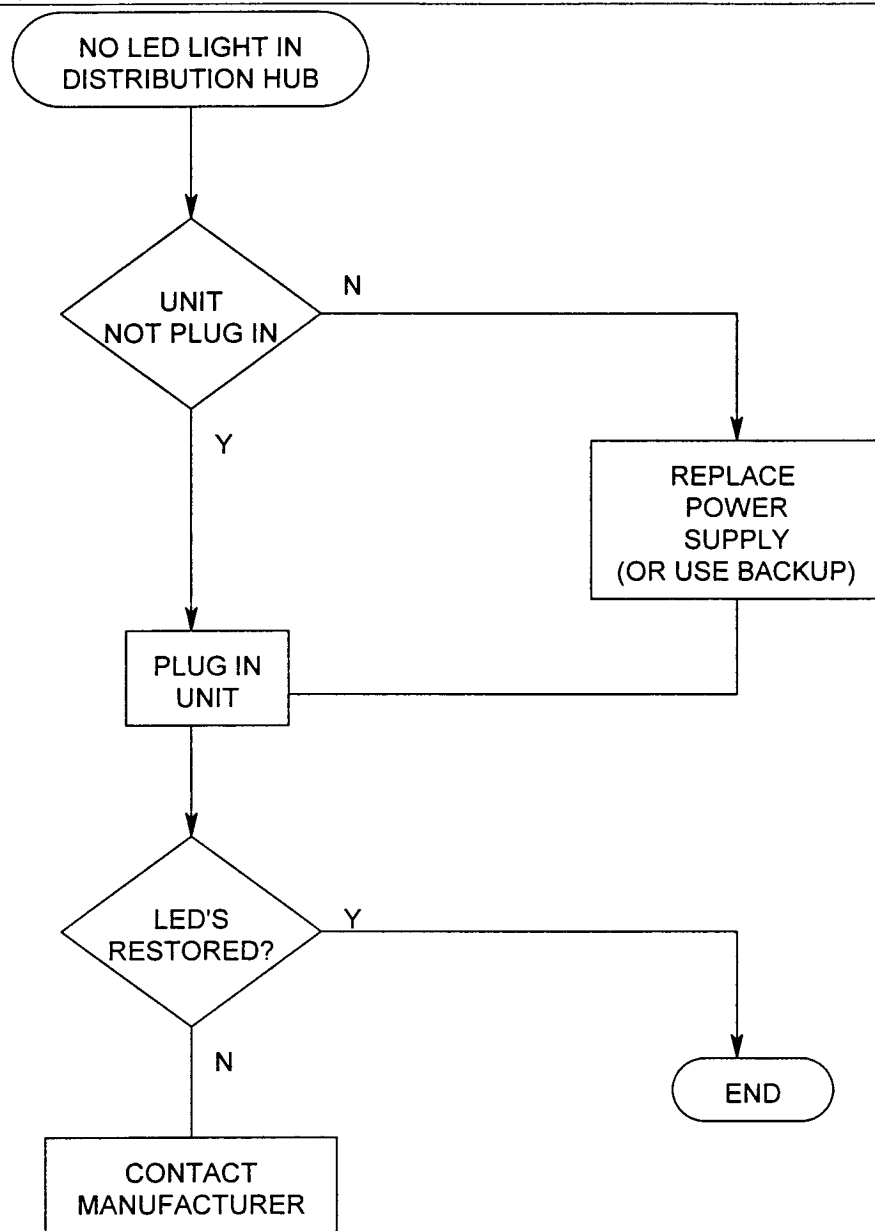 NO LED LIGHT IN
DISTRIBUTION HUB
UNIT
NOT PLUG IN
N
Y
REPLACE
POWER
SUPPLY
(OR USE BACKUP)
PLUG IN
UNIT
LED'S
RESTORED?
Y
N
END
CONTACT
MANUFACTURER